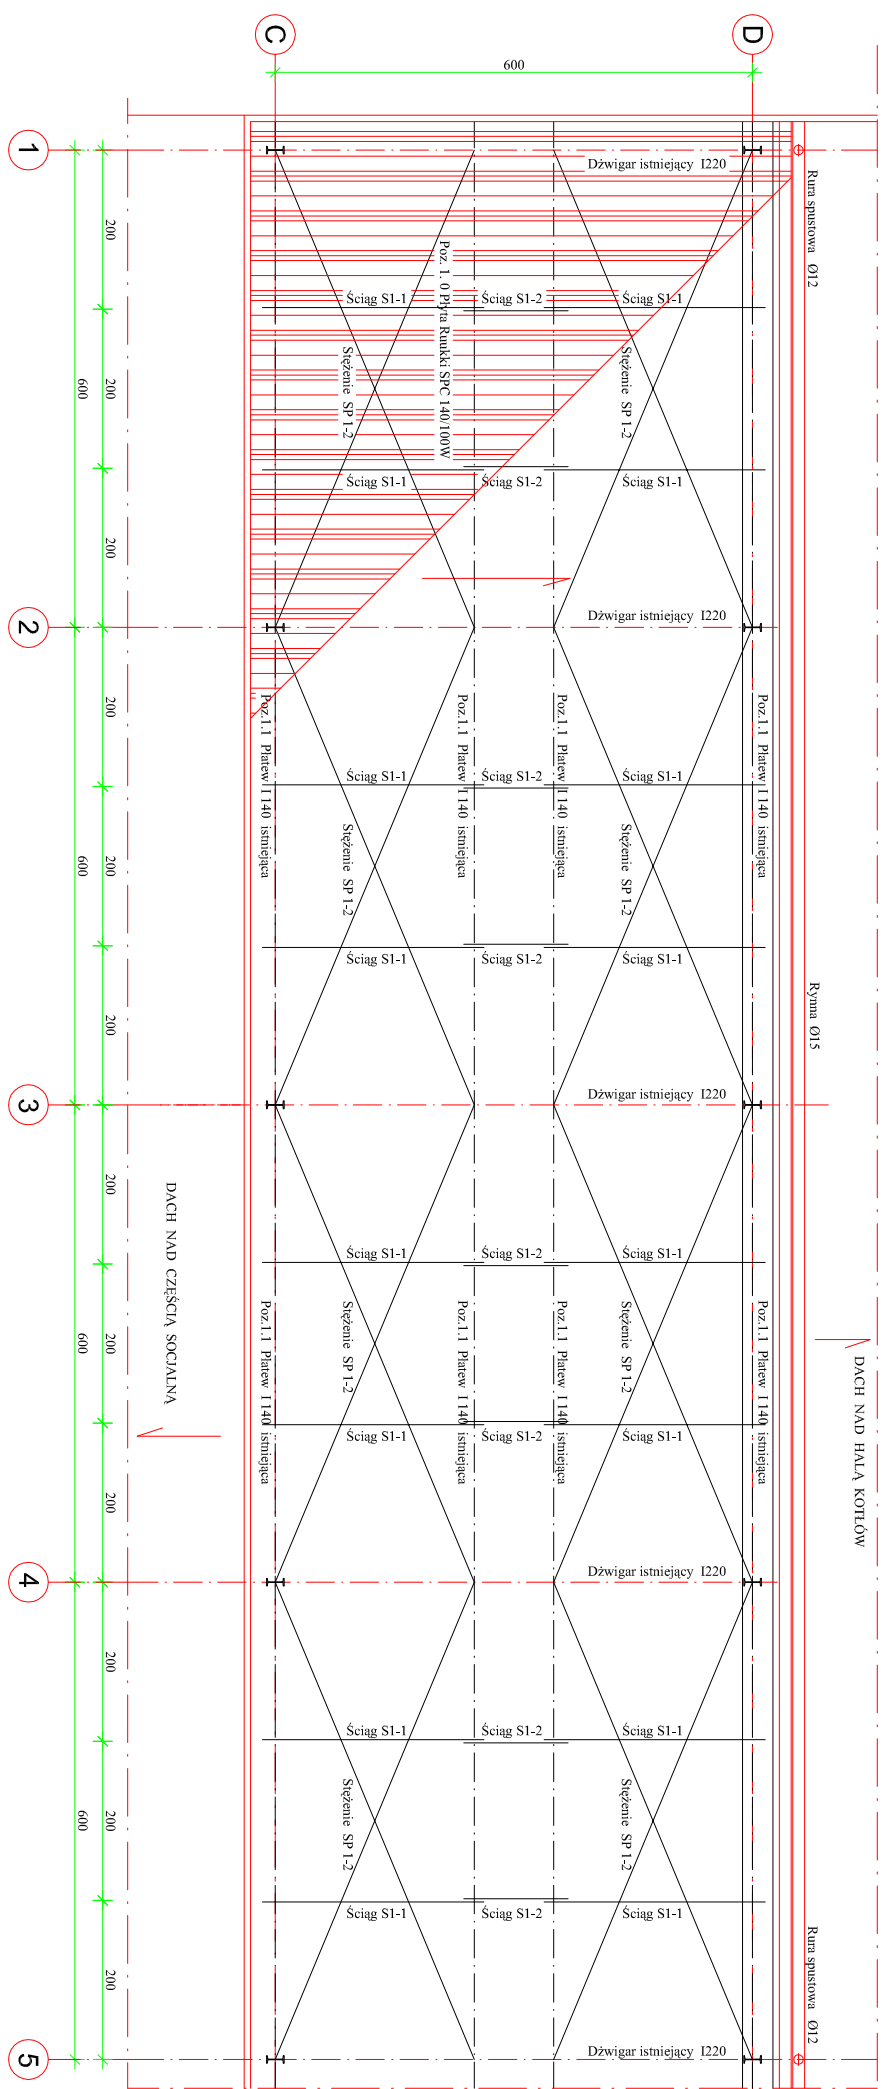 C
D
600
1
Dźwigar istniejący I220
Rura spustowa Ø12
200
Ściąg S1-1
Ściąg S1-2
Ściąg S1-1
Poz. 1. 0 Płyta Ruukki SPC 140/100W
Stężenie SP 1-2
Stężenie SP 1-2
200
600
Ściąg S1-1
Ściąg S1-2
Ściąg S1-1
200
2
Dźwigar istniejący I220
200
Poz.1.1 Płatew I 140 istniejąca
Poz.1.1 Płatew I 140 istniejąca
Poz.1.1 Płatew I 140 istniejąca
Poz.1.1 Płatew I 140 istniejąca
Ściąg S1-1
Ściąg S1-2
Ściąg S1-1
Stężenie SP 1-2
Stężenie SP 1-2
200
600
Ściąg S1-1
Ściąg S1-2
Ściąg S1-1
Rynna Ø15
200
3
Dźwigar istniejący I220
200
DACH NAD CZĘŚCIĄ SOCJALNĄ
Ściąg S1-1
Ściąg S1-2
Ściąg S1-1
Poz.1.1 Płatew I 140 istniejąca
Poz.1.1 Płatew I 140 istniejąca
Poz.1.1 Płatew I 140 istniejąca
Poz.1.1 Płatew I 140 istniejąca
Stężenie SP 1-2
Stężenie SP 1-2
DACH NAD HALĄ KOTŁÓW
200
600
Ściąg S1-1
Ściąg S1-2
Ściąg S1-1
200
4
Dźwigar istniejący I220
200
Ściąg S1-1
Ściąg S1-2
Ściąg S1-1
Stężenie SP 1-2
Stężenie SP 1-2
200
600
Ściąg S1-1
Ściąg S1-2
Ściąg S1-1
Rura spustowa Ø12
200
5
Dźwigar istniejący I220